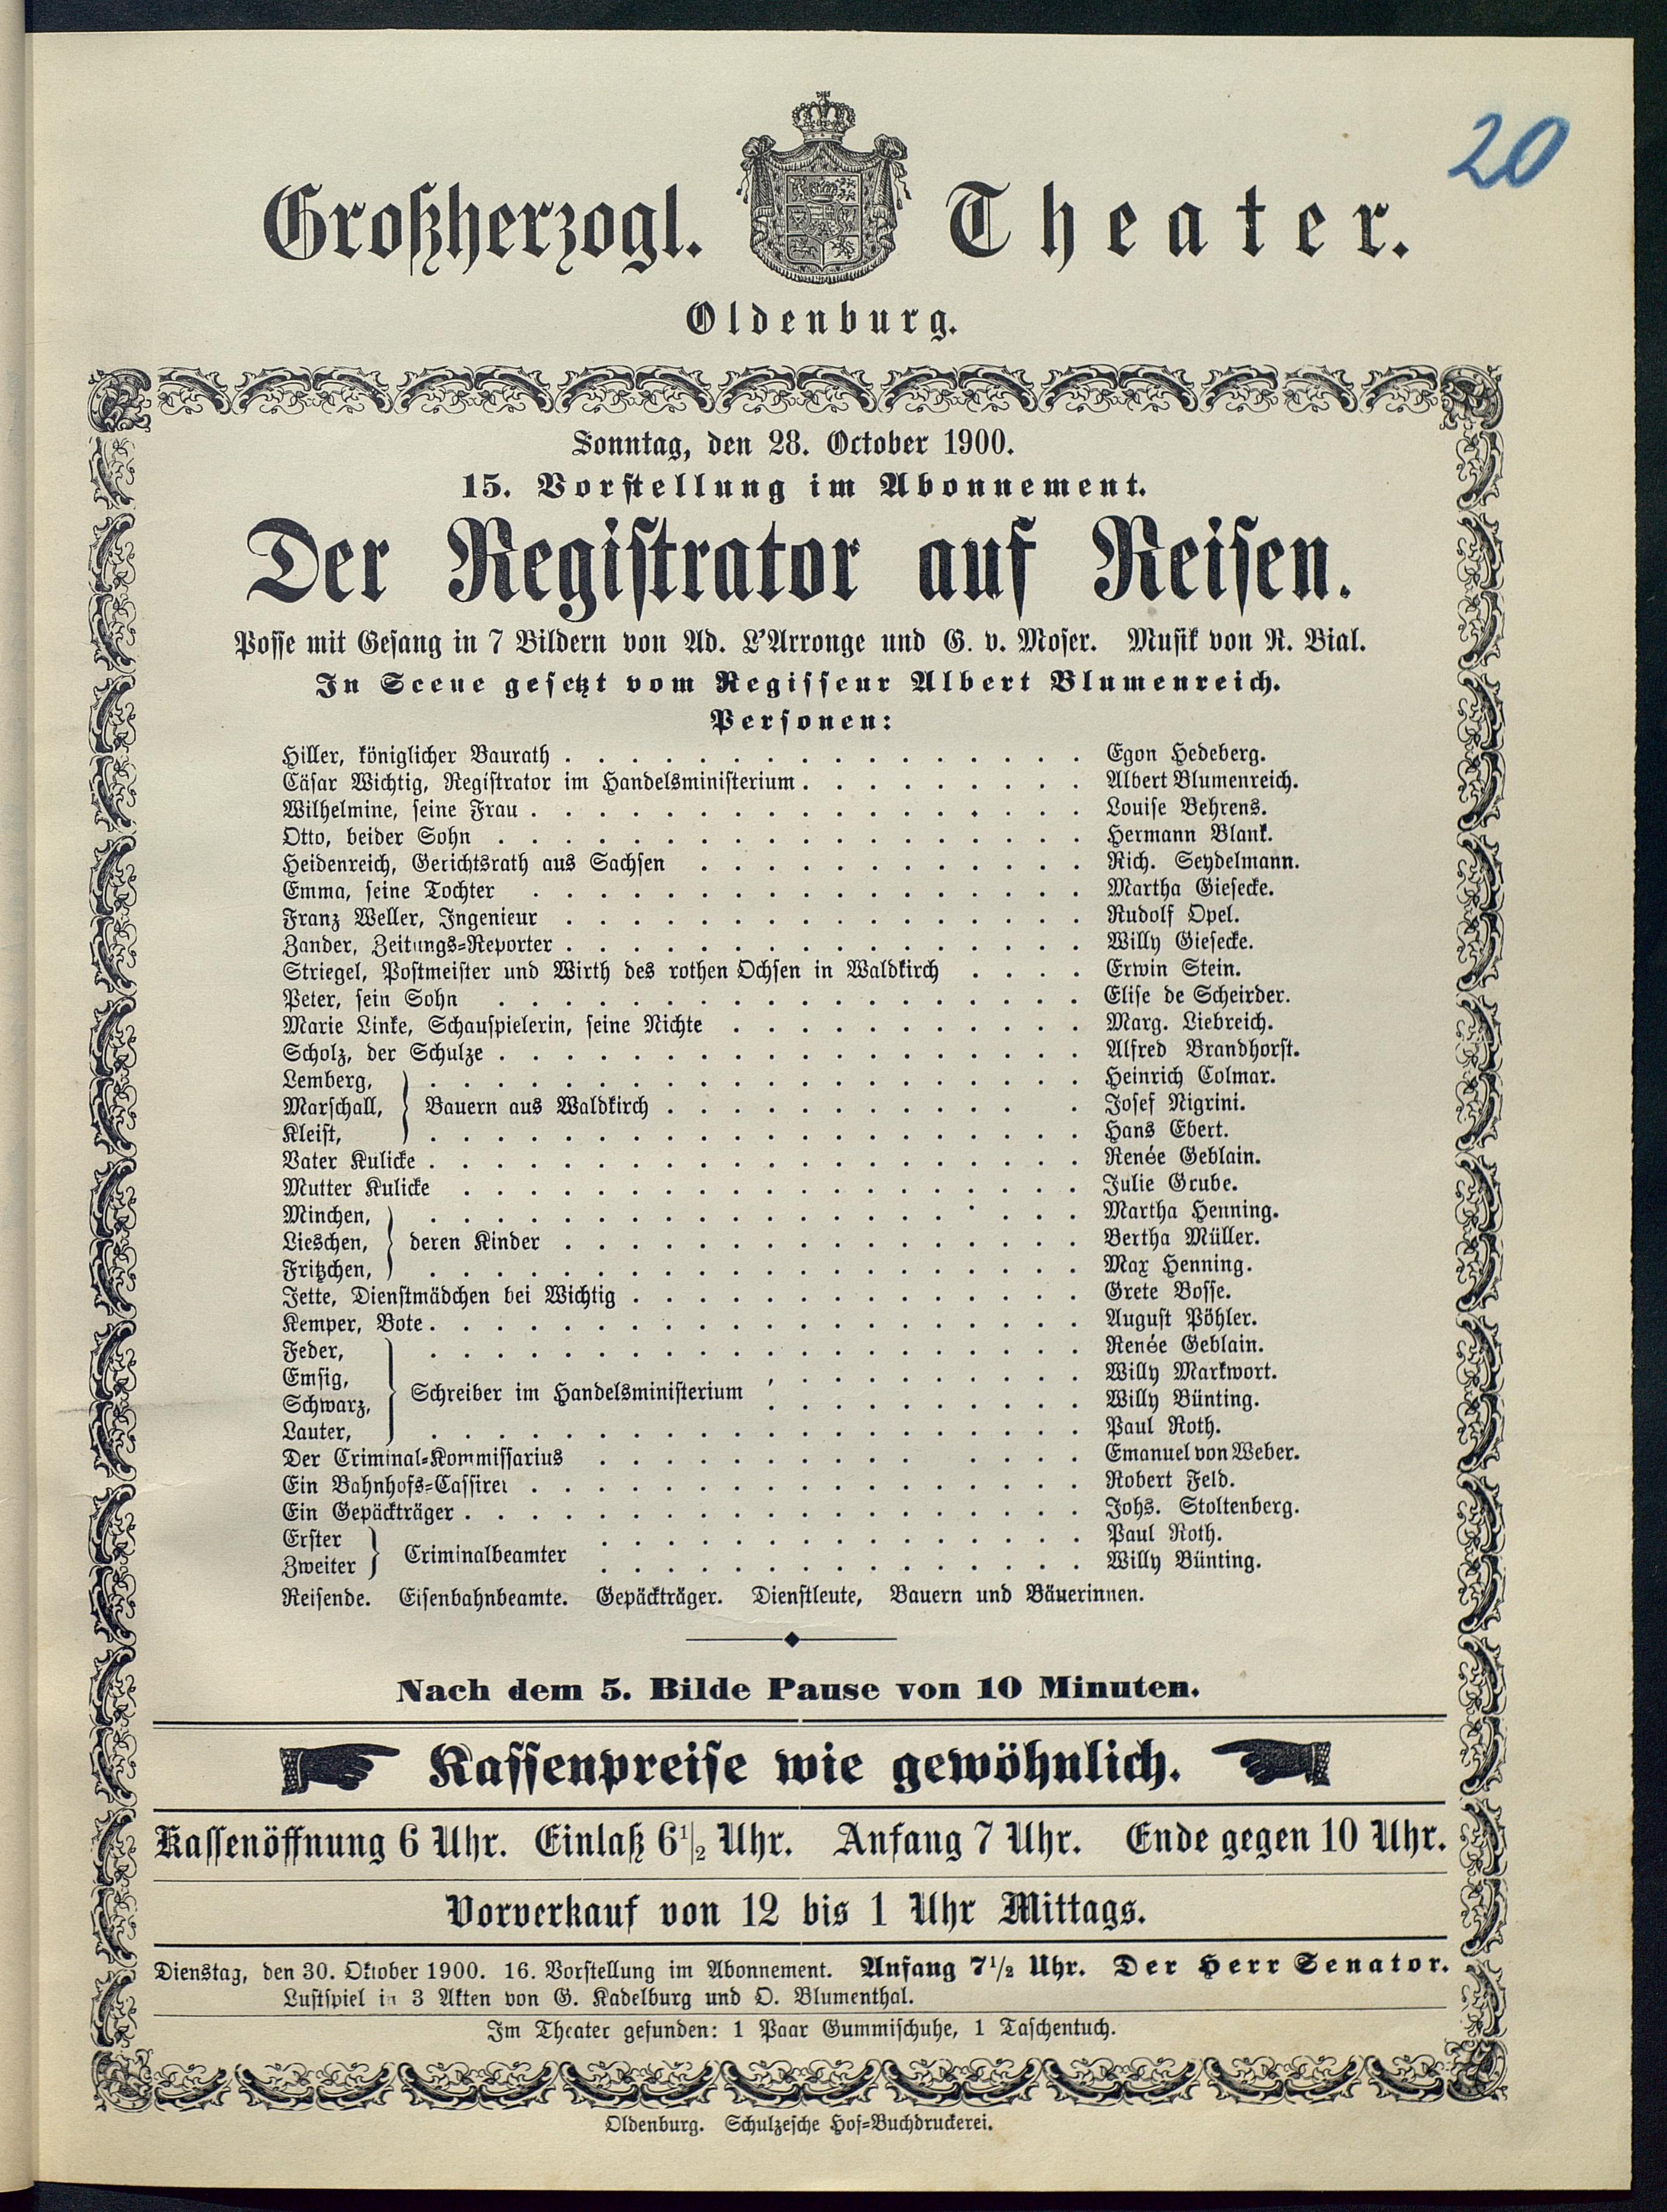 20
Großherzogl. Theater.
Oldenburg.
Sonntag, den 28. October 1900.
15. Vorstellung im Abonnement.
Der Registrator auf Reisen.
Posse mit Gesang in 7 Bildern von Ad. L'Arronge und G. v. Moser. Musik von R. Bial.
In Scene gesetzt vom Regisseur Albert Blumenreich.
Personen:
Hiller, königlicher Baurath . . . . . . . . . . . . . . . . Egon Hedeberg.
Cäsar Wichtig, Registrator im Handelsministerium . . . . . . . . . Albert Blumenreich.
Wilhelmine, seine Frau . . . . . . . . . . . . . . . . . Louise Behrens.
Otto, beider Sohn . . . . . . . . . . . . . . . . . . Hermann Blank.
Heidenreich, Gerichtsrath aus Sachsen . . . . . . . . . . . . Rich. Seydelmann.
Emma, seine Tochter . . . . . . . . . . . . . . . . . Martha Giesecke.
Franz Weller, Ingenieur . . . . . . . . . . . . . . . . Rudolf Opel.
Zander, Zeitungs-Reporter . . . . . . . . . . . . . . . . Willy Giesecke.
Striegel, Postmeister und Wirth des rothen Ochsen in Waldkirch . . . . Erwin Stein.
Peter, sein Sohn . . . . . . . . . . . . . . . . . . Elise de Scheirder.
Marie Linke, Schauspielerin, seine Nichte . . . . . . . . . . . Marg. Liebreich.
Scholz, der Schulze . . . . . . . . . . . . . . . . . . Alfred Brandhorst.
Lemberg, . . . . . . . . . . . . . . . . . . . . Heinrich Colmar.
Marschall, } Bauern aus Waldkirch . . . . . . . . . . . . Josef Nigrini.
Kleist, . . . . . . . . . . . . . . . . . . . . Hans Ebert.
Vater Kulicke . . . . . . . . . . . . . . . . . . . . Renée Geblain.
Mutter Kulicke . . . . . . . . . . . . . . . . . . . Julie Grube.
Minchen, . . . . . . . . . . . . . . . . . . . . Martha Henning.
Lieschen, } deren Kinder . . . . . . . . . . . . . . . . Bertha Müller.
Fritzchen, . . . . . . . . . . . . . . . . . . . . Max Henning.
Jette, Dienstmädchen bei Wichtig . . . . . . . . . . . . . . Grete Bosse.
Kemper, Bote . . . . . . . . . . . . . . . . . . . . August Pöhler.
Feder, . . . . . . . . . . . . . . . . . . . . Renée Geblain.
Emsig, . . . . . . . . . . Willy Markwort.
} Schreiber im Handelsministerium
Schwarz, . . . . . . . . . . Willy Bünting.
Lauter, . . . . . . . . . . . . . . . . . . . . Paul Roth.
Der Criminal-Kommissarius . . . . . . . . . . . . . . . Emanuel von Weber.
Ein Bahnhofs-Cassirer . . . . . . . . . . . . . . . . . Robert Feld.
Ein Gepäckträger . . . . . . . . . . . . . . . . . . . Johs. Stoltenberg.
Erster . . . . . . . . . . . . . . . Paul Roth.
} Criminalbeamter
Zweiter . . . . . . . . . . . . . . . Willy Bünting.
Reisende. Eisenbahnbeamte. Gepäckträger. Dienstleute, Bauern und Bäuerinnen.
Nach dem 5. Bilde Pause von 10 Minuten.
Kassenpreise wie gewöhnlich.
Kassenöffnung 6 Uhr. Einlaß 6 1/2 Uhr. Anfang 7 Uhr. Ende gegen 10 Uhr.
Vorverkauf von 12 bis 1 Uhr Mittags.
Dienstag, den 30. Oktober 1900. 16. Vorstellung im Abonnement. Anfang 7 1/2 Uhr. Der Herr Senator.
Lustspiel in 3 Akten von G. Kadelburg und O. Blumenthal.
Im Theater gefunden: 1 Paar Gummischuhe, 1 Taschentuch.
Oldenburg. Schulzesche Hof-Buchdruckerei.